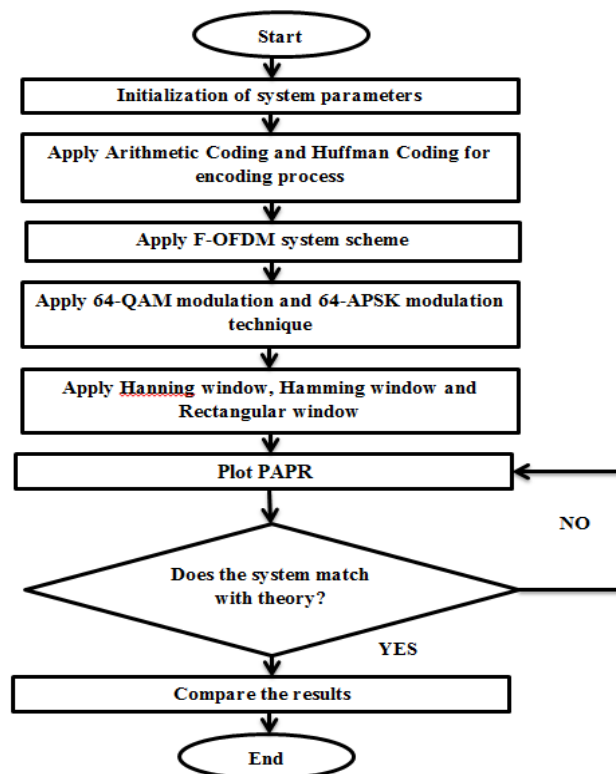 Start
Initialization of system parameters
Apply Arithmetic Coding and Huffman Coding for
encoding process
Apply F-OFDM system scheme
Apply 64-QAM modulation and 64-APSK modulation
technique
Apply Hanning window, Hamming window and
Rectangular window
Plot PAPR
NO
Does the system match
with theory?
YES
Compare the results
End